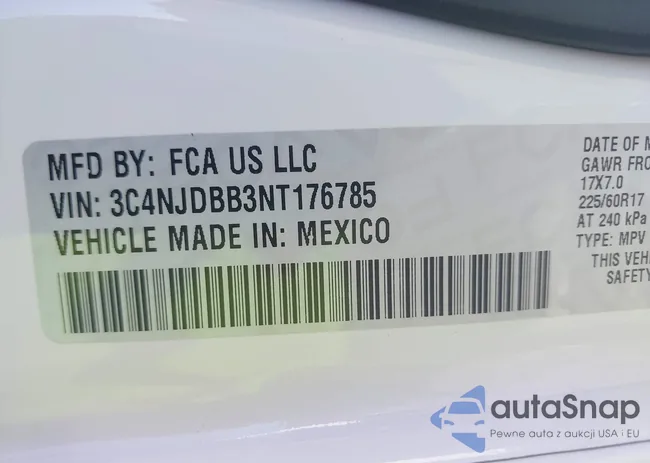 MFD BY: FCA US LLC
VIN: 3C4NJDBB3NT176785
VEHICLE MADE IN: MEXICO
DATE OF M
GAWR FRO
17X7.0
225/60R17
AT 240 kPa
TYPE: MPV
THIS VEHI
SAFETY
autaSnap
Pewne auta z aukcji USA i EU